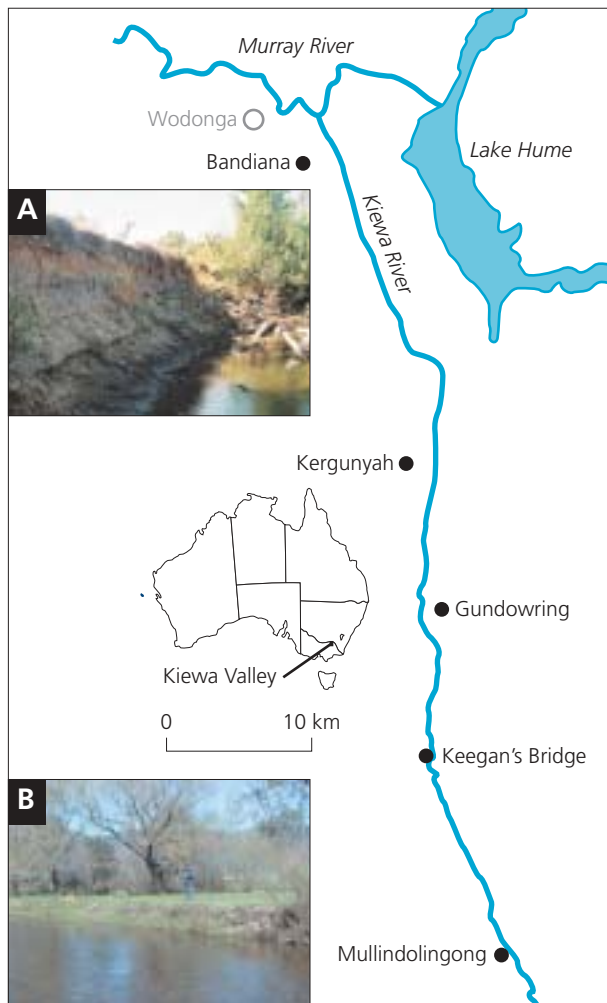 Murray River
Wodonga
Lake Hume
Bandiana
A
Kiewa River
Kergunyah
Gundowring
Kiewa Valley
0 10 km
Keegan's Bridge
B
Mullindolingong